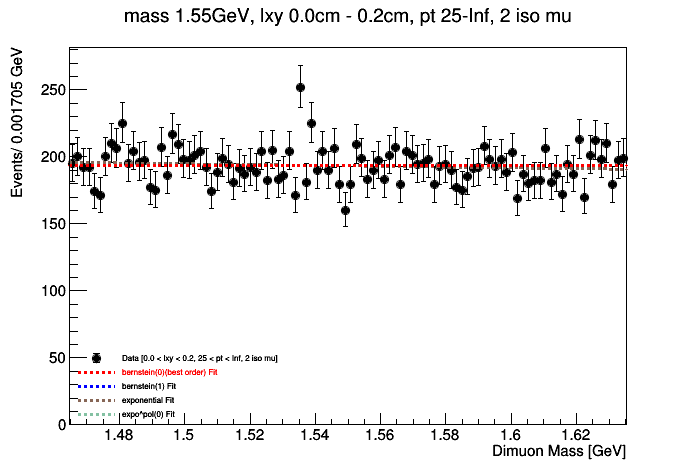 mass 1.55GeV, lxy 0.0cm - 0.2cm, pt 25-Inf, 2 iso mu
Events/ 0.001705 GeV
250
200
150
100
50
0
Data [0.0 < lxy < 0.2, 25 < pt < Inf, 2 iso mu]
bernstein(0)(best order) Fit
bernstein(1) Fit
exponential Fit
expo*pol(0) Fit
1.48 1.5 1.52 1.54 1.56 1.58 1.6 1.62
Dimuon Mass [GeV]